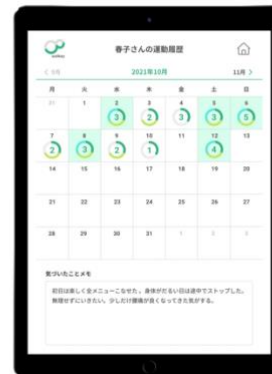 春子さんの運動履歴
< 9月 2021年10月 11月 >
月 火 水 木 金 土 日
31 1 2 3 4 5 6
3 2 3 3 5
7 8 9 10 11 12 13
2 3 2 1 4
14 15 16 17 18 19 20
21 22 23 24 25 26 27
28 29 30 31 1 2 3
気づいたことメモ
初日は楽しく全メニューこなせた。身体がだるい日は途中でストップした。
無理せずにいきたい。少しだけ腰痛が良くなってきた気がする。